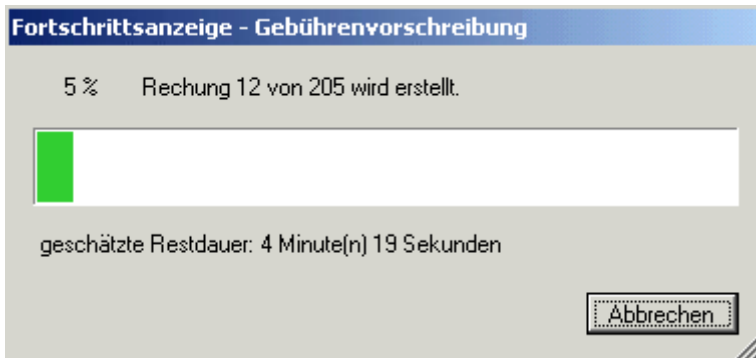 Fortschrittsanzeige - Gebührenvorschreibung
5 % Rechung 12 von 205 wird erstellt.
geschätzte Restdauer: 4 Minute(n) 19 Sekunden
Abbrechen